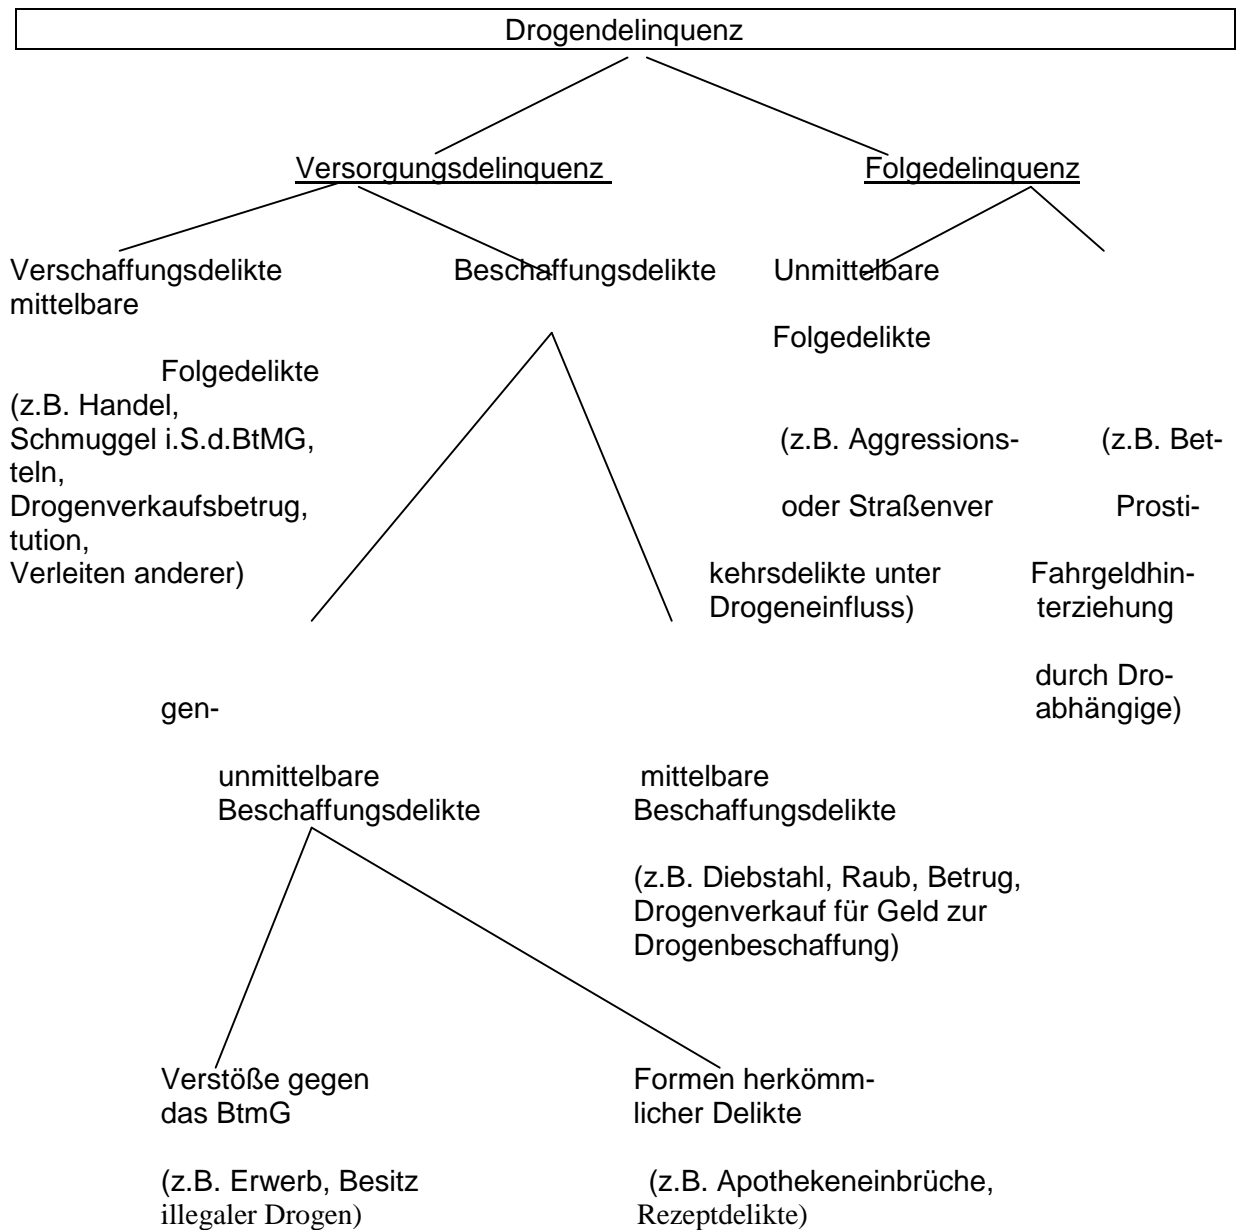 Drogendelinquenz
Versorgungsdelinquenz Folgedelinquenz
Verschaffungsdelikte Beschaffungsdelikte Unmittelbare
mittelbare
Folgedelikte
Folgedelikte
(z.B. Handel,
Schmuggel i.S.d.BtMG, (z.B. Aggressions- (z.B. Bet-
teln,
Drogenverkaufsbetrug, oder Straßenver Prosti-
tution,
Verleiten anderer) kehrsdelikte unter Fahrgeldhin-
Drogeneinfluss) terziehung
durch Dro-
gen- abhängige)
unmittelbare mittelbare
Beschaffungsdelikte Beschaffungsdelikte
(z.B. Diebstahl, Raub, Betrug,
Drogenverkauf für Geld zur
Drogenbeschaffung)
Verstöße gegen Formen herkömm-
das BtmG licher Delikte
(z.B. Erwerb, Besitz (z.B. Apothekeneinbrüche,
illegaler Drogen) Rezeptdelikte)